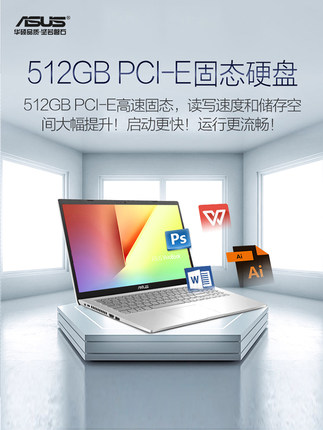 ASUS
华硕品质·坚若磐石
512GB PCI-E固态硬盘
512GB PCI-E高速固态，读写速度和储存空
间大幅提升！启动更快！运行更流畅！
W
Ps
Ai
Ai
W
ASUS